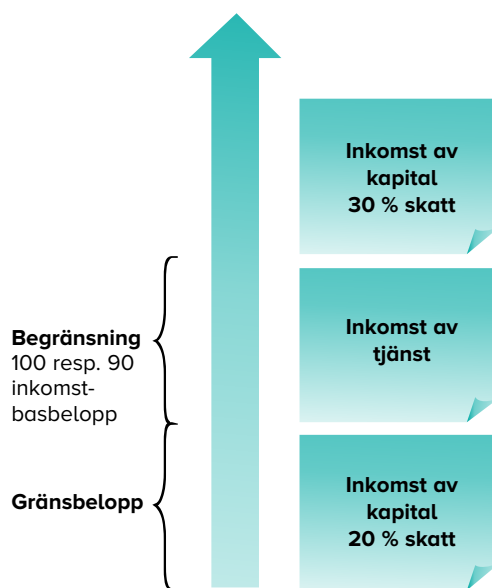 Inkomst av
kapital
30 % skatt
Begränsning
100 resp. 90
inkomst-
basbelopp
Inkomst av
tjänst
Gränsbelopp
Inkomst av
kapital
20 % skatt